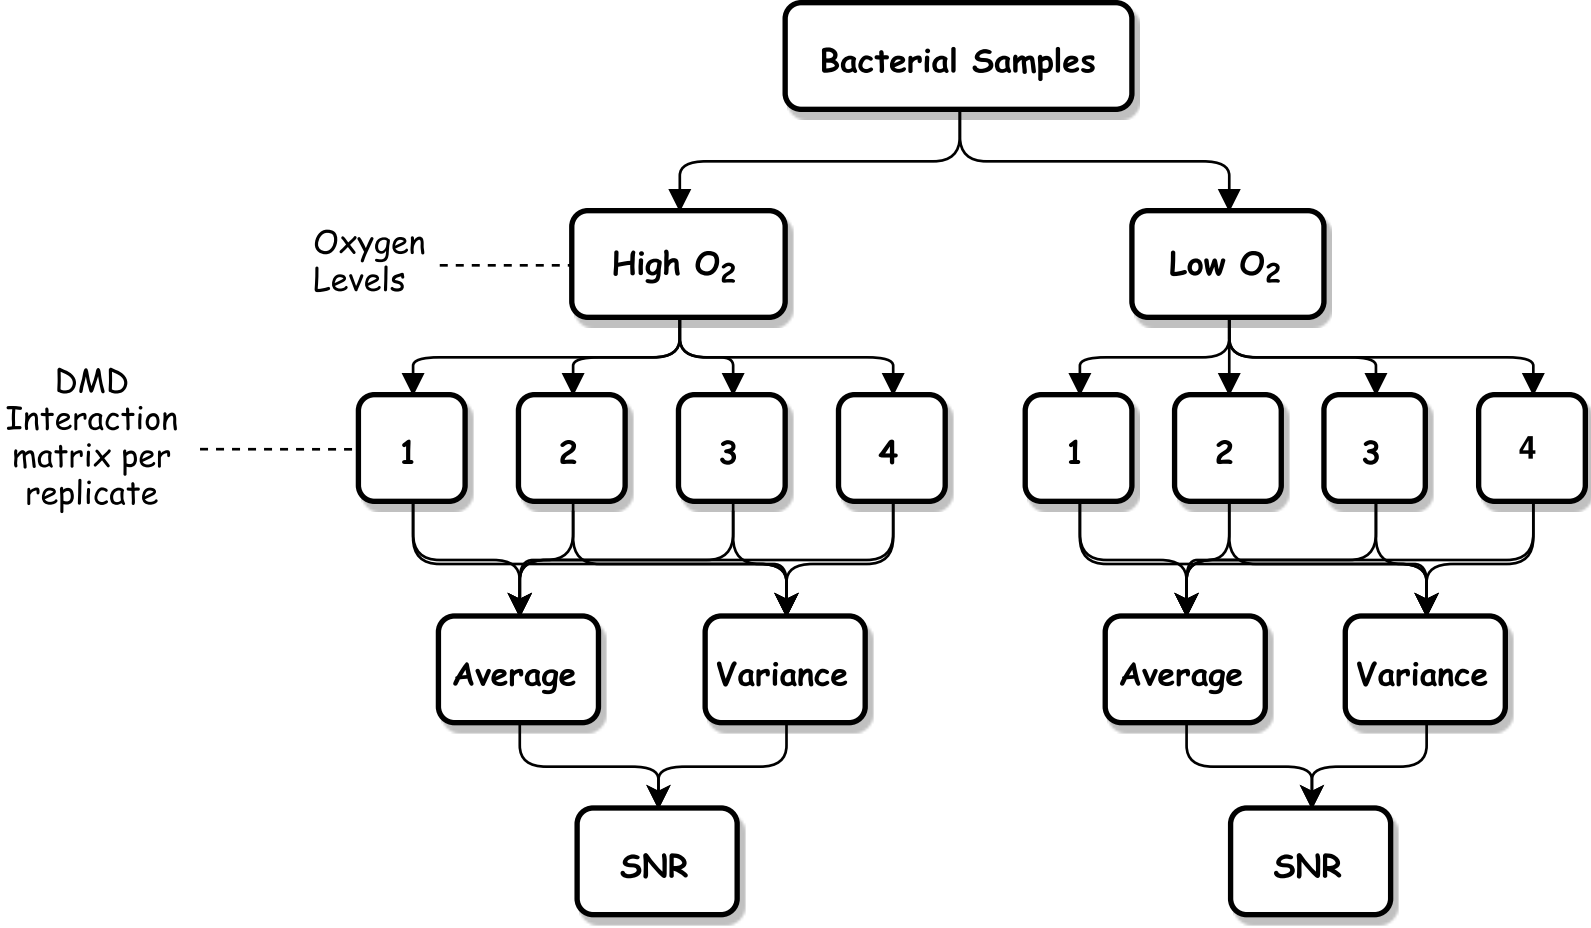 Bacterial Samples
Oxygen
Levels
High O₂
Low O₂
DMD
Interaction
matrix per
replicate
1
2
3
4
1
2
3
4
Average
Variance
Average
Variance
SNR
SNR